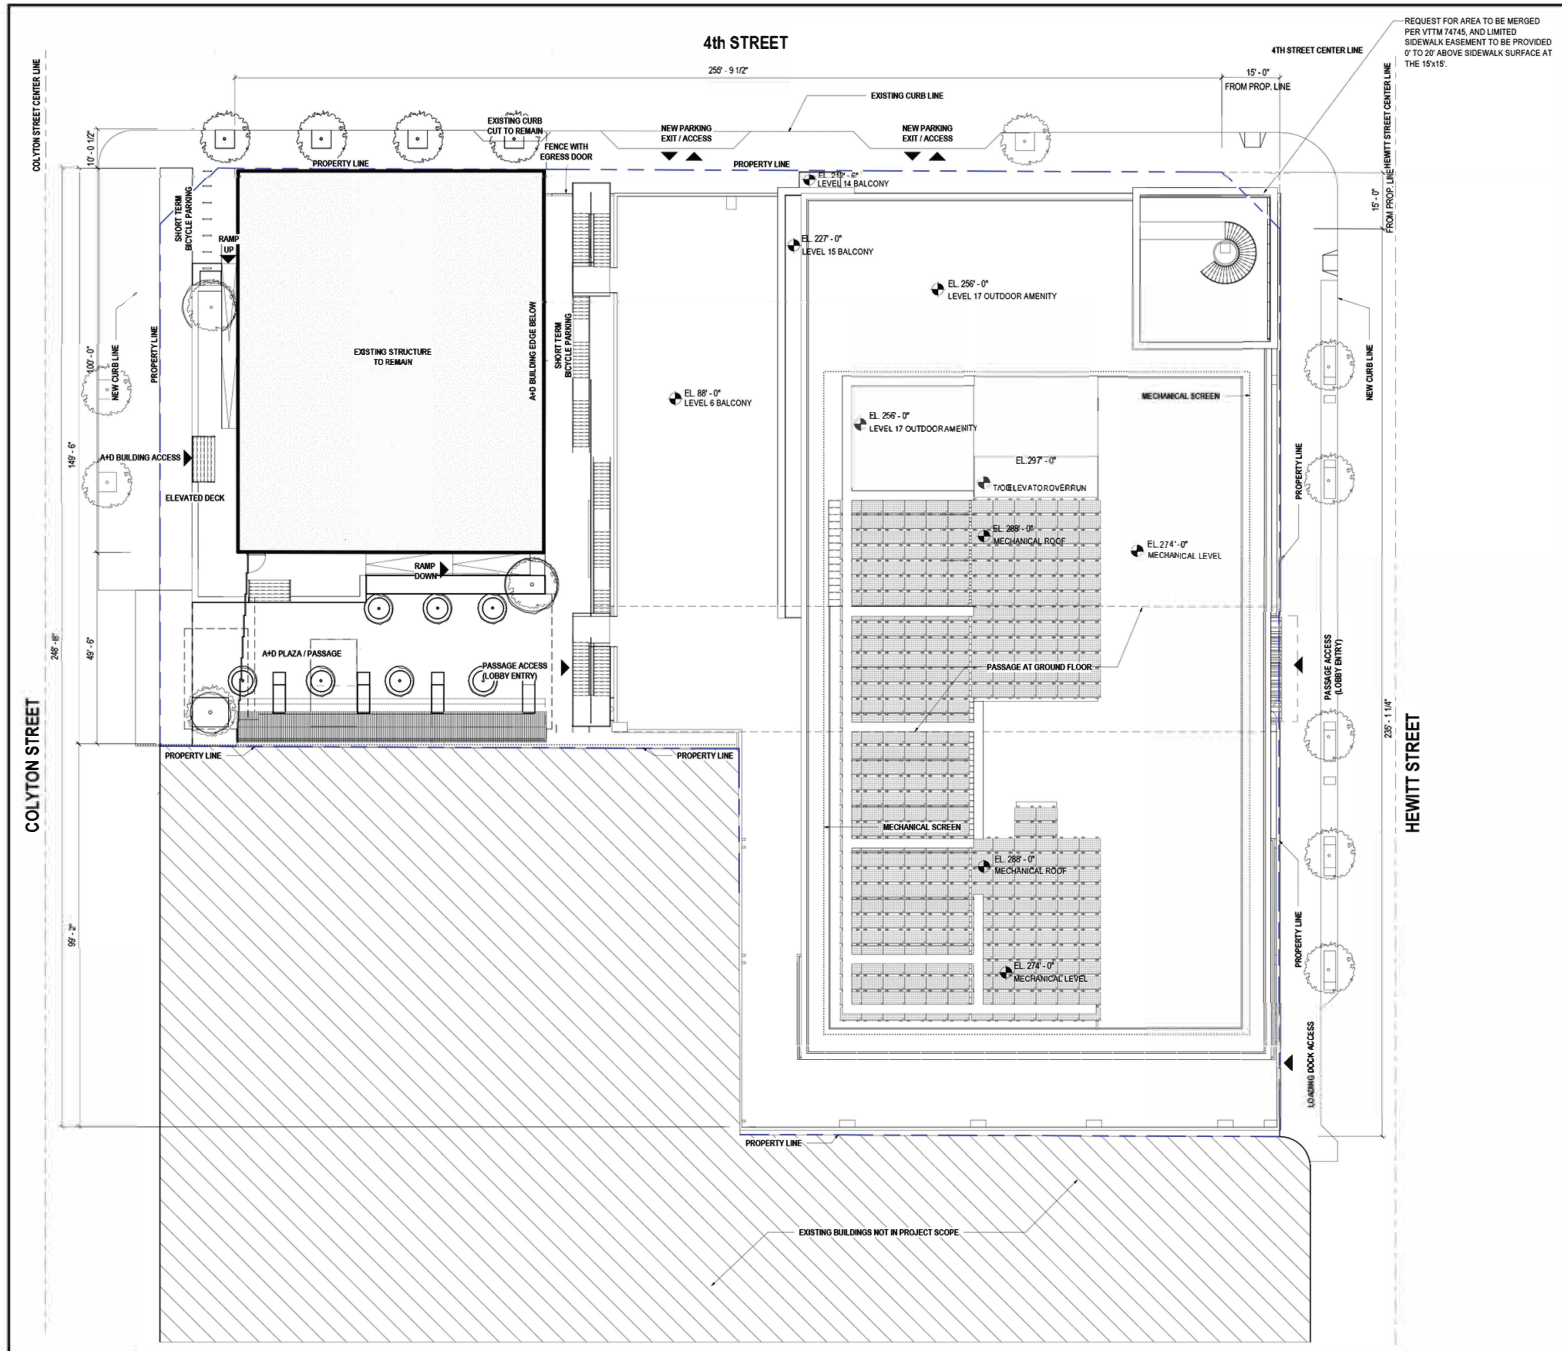 REQUEST FOR AREA TO BE MERGED
PER VTTM 74745, AND LIMITED
SIDEWALK EASEMENT TO BE PROVIDED
0' TO 20' ABOVE SIDEWALK SURFACE AT
THE 15'x15'.
4th STREET
4TH STREET CENTER LINE
COLYTON STREET CENTER LINE
HEWITT STREET CENTER LINE
255' - 9 1/2"
15' - 0"
FROM PROP. LINE
EXISTING CURB LINE
10' - 0 1/2"
EXISTING CURB
CUT TO REMAIN
NEW PARKING
EXIT / ACCESS
NEW PARKING
EXIT / ACCESS
FENCE WITH
EGRESS DOOR
PROPERTY LINE
PROPERTY LINE
LEVEL 14 BALCONY
15' - 0"
FROM PROP. LINE
SHORT TERM
BICYCLE PARKING
RAMP
UP
EL. 227' - 0"
LEVEL 15 BALCONY
EL. 256' - 0"
LEVEL 17 OUTDOOR AMENITY
100' - 0"
NEW CURB LINE
PROPERTY LINE
EXISTING STRUCTURE
TO REMAIN
A+D BUILDING EDGE BELOW
SHORT TERM
BICYCLE PARKING
EL. 88' - 0"
LEVEL 6 BALCONY
MECHANICAL SCREEN
NEW CURB LINE
EL. 256' - 0"
LEVEL 17 OUTDOOR AMENITY
149' - 6"
A+D BUILDING ACCESS
ELEVATED DECK
EL. 297' - 0"
T/O ELEVATOR OVERRUN
PROPERTY LINE
EL. 288' - 0"
MECHANICAL ROOF
EL. 274' - 0"
MECHANICAL LEVEL
RAMP
DOWN
248' - 8"
49' - 6"
A+D PLAZA / PASSAGE
PASSAGE ACCESS
(LOBBY ENTRY)
PASSAGE AT GROUND FLOOR
PASSAGE ACCESS
(LOBBY ENTRY)
235' - 1 1/4"
COLYTON STREET
HEWITT STREET
PROPERTY LINE
PROPERTY LINE
MECHANICAL SCREEN
EL. 288' - 0"
MECHANICAL ROOF
99' - 2"
PROPERTY LINE
EL. 274' - 0"
MECHANICAL LEVEL
LOADING DOCK ACCESS
PROPERTY LINE
EXISTING BUILDINGS NOT IN PROJECT SCOPE